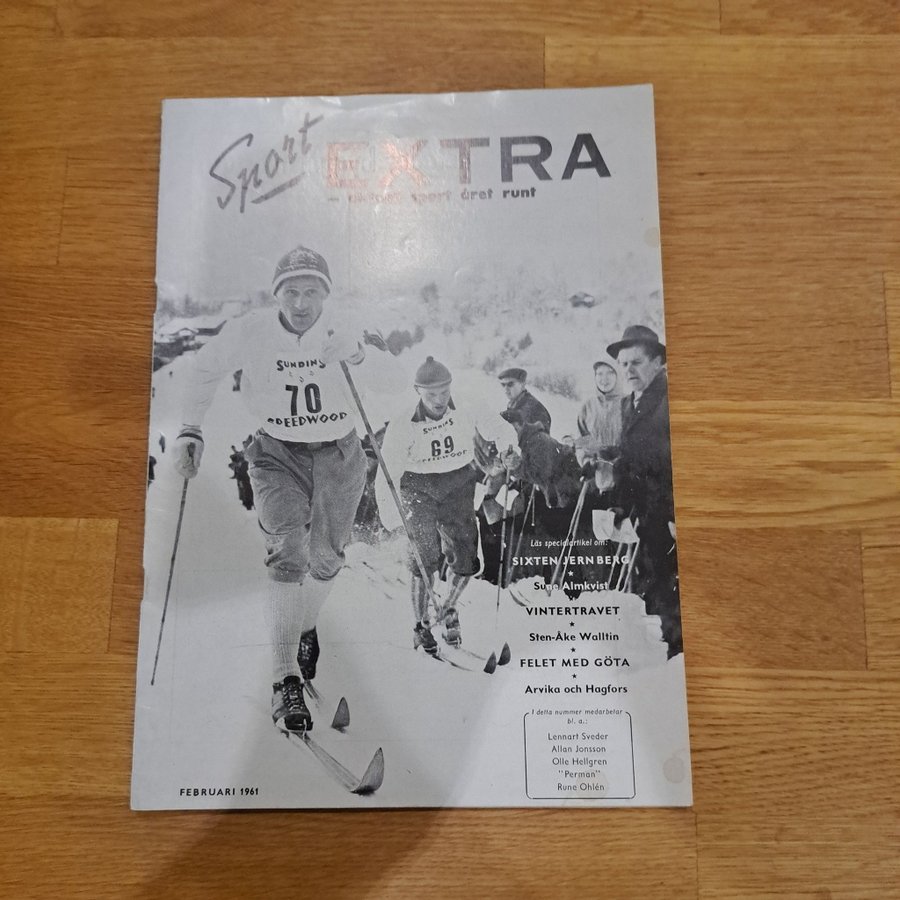 Sport EXTRA
– aktuell sport året runt
SUNDINS
70
SPEEDWOOD
SUNDINS
69
SPEEDWOOD
Läs specialartikel om:
SIXTEN JERNBERG
Sune Almkvist
VINTERTRAVET
Sten-Åke Walltin
FELET MED GÖTA
Arvika och Hagfors
I detta nummer medarbetar
bl. a.:
Lennart Sveder
Allan Jonsson
Olle Hellgren
"Perman"
Rune Ohlén
FEBRUARI 1961